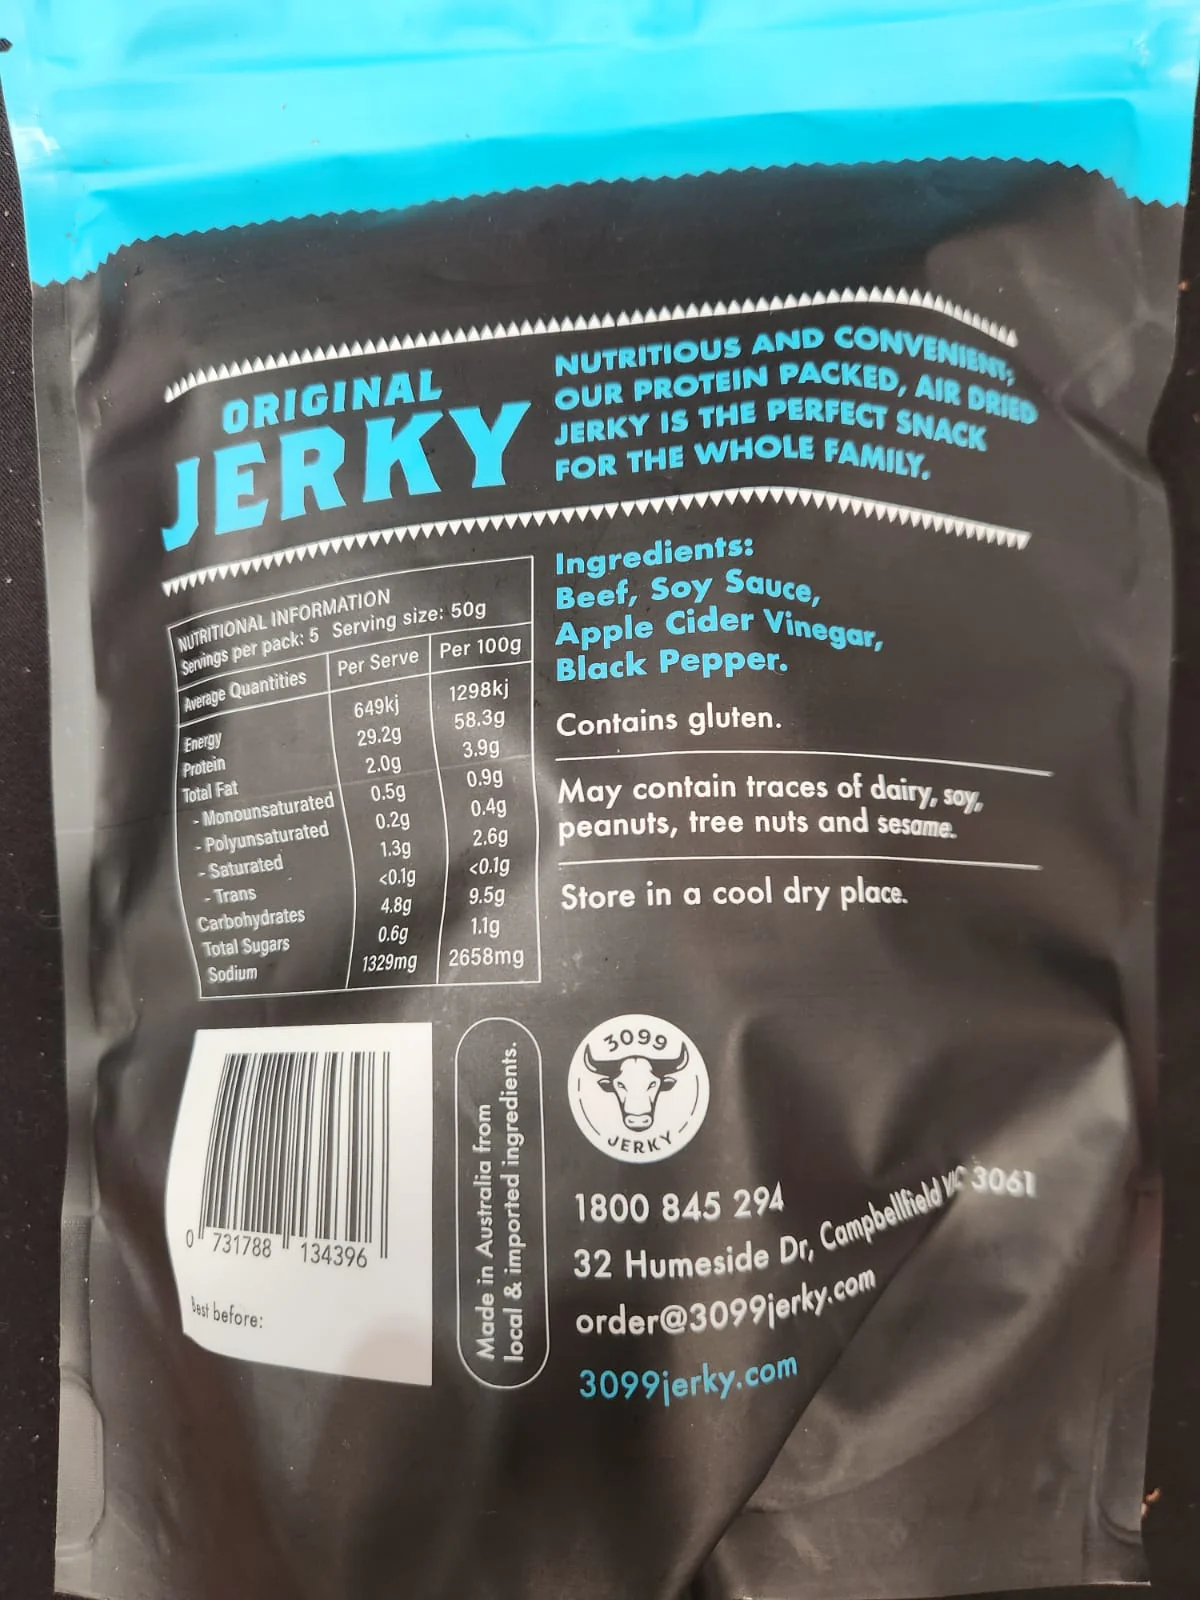 ORIGINAL
JERKY
NUTRITIOUS AND CONVENIENT;
OUR PROTEIN PACKED, AIR DRIED
JERKY IS THE PERFECT SNACK
FOR THE WHOLE FAMILY.
NUTRITIONAL INFORMATION
Servings per pack: 5 Serving size: 50g
Average Quantities Per Serve Per 100g
Energy 649kj 1298kj
Protein 29.2g 58.3g
Total Fat 2.0g 3.9g
- Monounsaturated 0.5g 0.9g
- Polyunsaturated 0.2g 0.4g
- Saturated 1.3g 2.6g
- Trans <0.1g <0.1g
Carbohydrates 4.8g 9.5g
Total Sugars 0.6g 1.1g
Sodium 1329mg 2658mg
Ingredients:
Beef, Soy Sauce,
Apple Cider Vinegar,
Black Pepper.
Contains gluten.
May contain traces of dairy, soy,
peanuts, tree nuts and sesame.
Store in a cool dry place.
0 731788 134396
Best before:
Made in Australia from
local & imported ingredients.
3099
JERKY
1800 845 294
32 Humeside Dr, Campbellfield VIC 3061
order@3099jerky.com
3099jerky.com